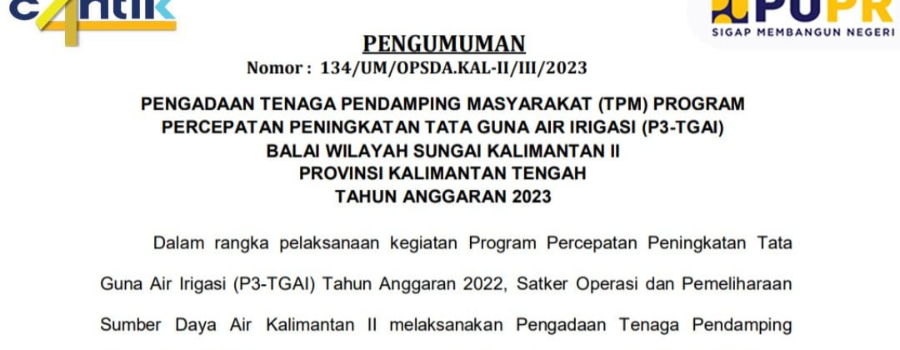 c4ntik
PUPR
SIGAP MEMBANGUN NEGERI
PENGUMUMAN
Nomor : 134/UM/OPSDA.KAL-II/III/2023
PENGADAAN TENAGA PENDAMPING MASYARAKAT (TPM) PROGRAM
PERCEPATAN PENINGKATAN TATA GUNA AIR IRIGASI (P3-TGAI)
BALAI WILAYAH SUNGAI KALIMANTAN II
PROVINSI KALIMANTAN TENGAH
TAHUN ANGGARAN 2023
Dalam rangka pelaksanaan kegiatan Program Percepatan Peningkatan Tata
Guna Air Irigasi (P3-TGAI) Tahun Anggaran 2022, Satker Operasi dan Pemeliharaan
Sumber Daya Air Kalimantan II melaksanakan Pengadaan Tenaga Pendamping